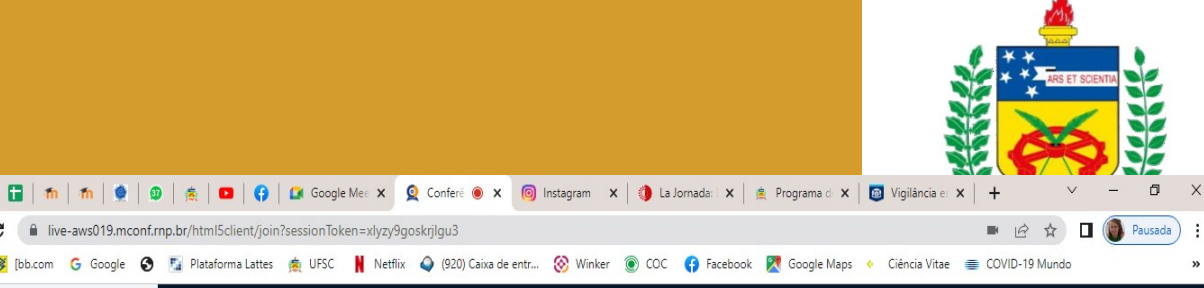 ARS ET SCIENTIA
37
Google Mee
Conferê
Instagram
La Jornada:
Programa d
Vigilância e
live-aws019.mconf.rnp.br/html5client/join?sessionToken=xlyzy9goskrjlgu3
Pausada
[bb.com Google Plataforma Lattes UFSC Netflix (920) Caixa de entr... Winker COC Facebook Google Maps Ciência Vitae COVID-19 Mundo